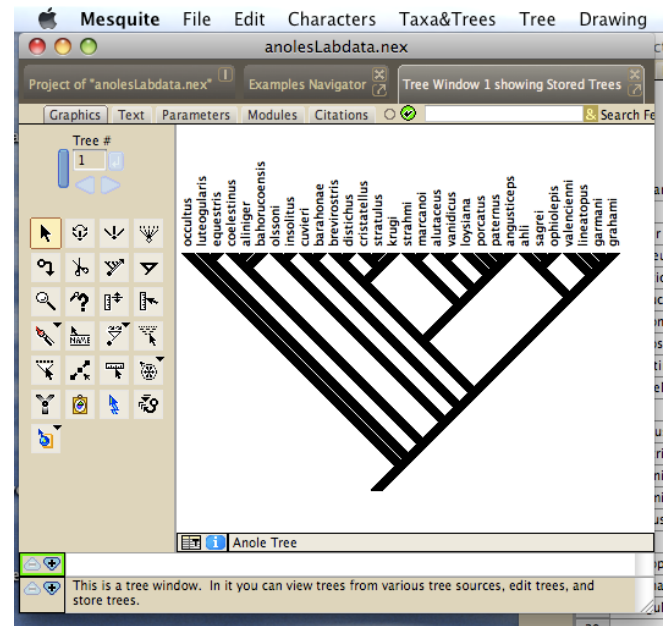 Mesquite File Edit Characters Taxa&Trees Tree Drawing
anolesLabdata.nex
Project of "anolesLabdata.nex" Examples Navigator Tree Window 1 showing Stored Trees
Graphics Text Parameters Modules Citations & Search Fe
Tree #
1
occultus
luteogularis
equestris
coelestinus
aliniger
bahorucoensis
olssoni
insolitus
cuvieri
barahonae
brevirostris
distichus
cristatellus
stratulus
krugi
strahmi
marcanoi
alutaceus
vanidicus
loysiana
porcatus
paternus
angusticeps
ahli
sagrei
ophiolepis
valencienni
lineatopus
garmani
grahami
NAME
Anole Tree
This is a tree window. In it you can view trees from various tree sources, edit trees, and
store trees.